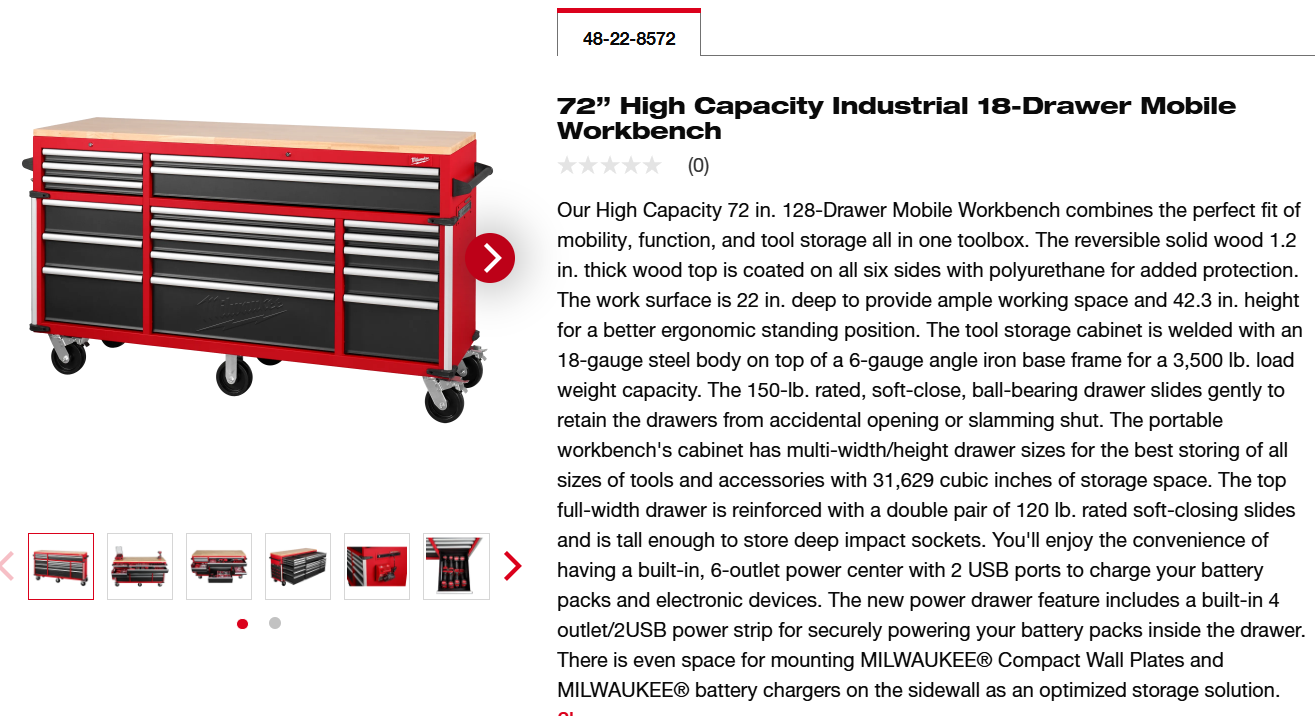 48-22-8572
72” High Capacity Industrial 18-Drawer Mobile
Workbench
(0)
Our High Capacity 72 in. 128-Drawer Mobile Workbench combines the perfect fit of
mobility, function, and tool storage all in one toolbox. The reversible solid wood 1.2
in. thick wood top is coated on all six sides with polyurethane for added protection.
The work surface is 22 in. deep to provide ample working space and 42.3 in. height
for a better ergonomic standing position. The tool storage cabinet is welded with an
18-gauge steel body on top of a 6-gauge angle iron base frame for a 3,500 lb. load
weight capacity. The 150-lb. rated, soft-close, ball-bearing drawer slides gently to
retain the drawers from accidental opening or slamming shut. The portable
workbench's cabinet has multi-width/height drawer sizes for the best storing of all
sizes of tools and accessories with 31,629 cubic inches of storage space. The top
full-width drawer is reinforced with a double pair of 120 lb. rated soft-closing slides
and is tall enough to store deep impact sockets. You'll enjoy the convenience of
having a built-in, 6-outlet power center with 2 USB ports to charge your battery
packs and electronic devices. The new power drawer feature includes a built-in 4
outlet/2USB power strip for securely powering your battery packs inside the drawer.
There is even space for mounting MILWAUKEE® Compact Wall Plates and
MILWAUKEE® battery chargers on the sidewall as an optimized storage solution.
Milwaukee
Milwaukee